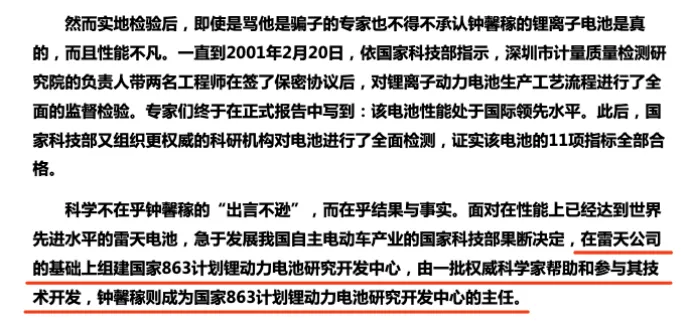 然而实地检验后，即使是骂他是骗子的专家也不得不承认钟馨稼的锂离子电池是真
的，而且性能不凡。一直到2001年2月20日，依国家科技部指示，深圳市计量质量检测研
究院的负责人带两名工程师在签了保密协议后，对锂离子动力电池生产工艺流程进行了全
面的监督检验。专家们终于在正式报告中写到：该电池性能处于国际领先水平。此后，国
家科技部又组织更权威的科研机构对电池进行了全面检测，证实该电池的11项指标全部合
格。
科学不在乎钟馨稼的“出言不逊”，而在乎结果与事实。面对在性能上已经达到世界
先进水平的雷天电池，急于发展我国自主电动车产业的国家科技部果断决定，在雷天公司
的基础上组建国家863计划锂动力电池研究开发中心，由一批权威科学家帮助和参与其技
术开发，钟馨稼则成为国家863计划锂动力电池研究开发中心的主任。